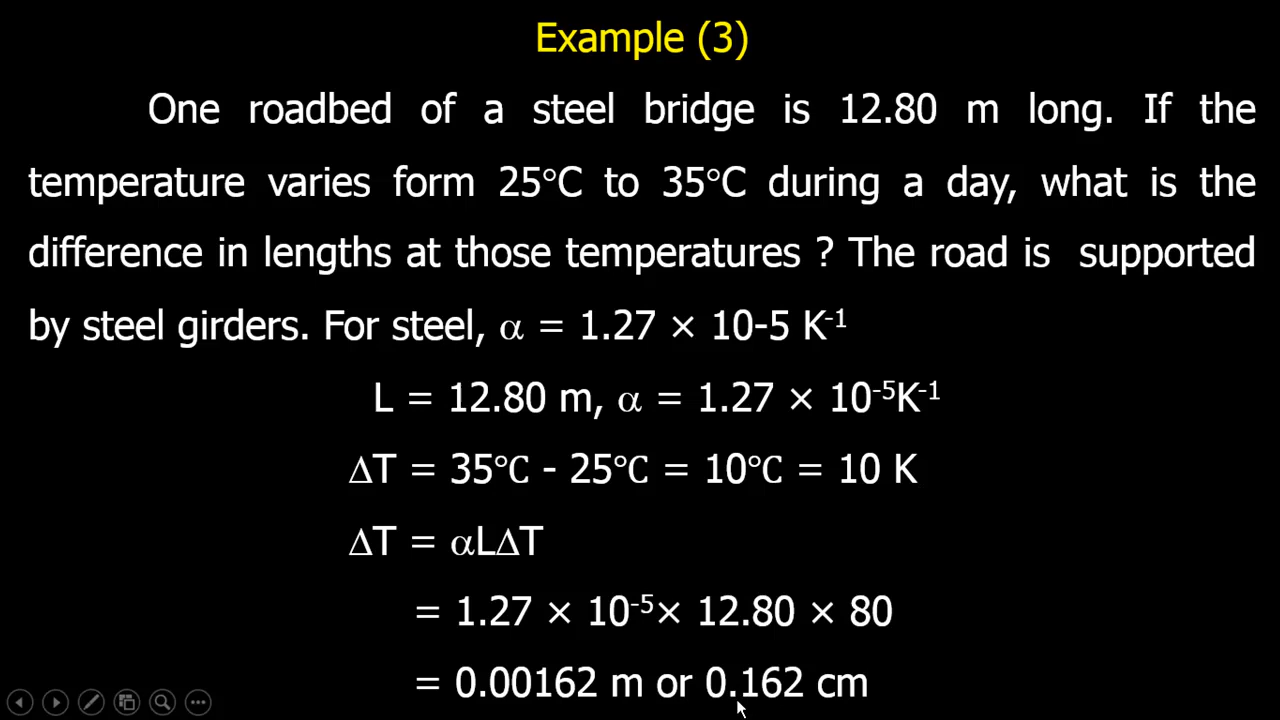 Example (3)
One roadbed of a steel bridge is 12.80 m long. If the
temperature varies form 25°C to 35°C during a day, what is the
difference in lengths at those temperatures ? The road is supported
by steel girders. For steel, α = 1.27 × 10-5 K⁻¹
L = 12.80 m, α = 1.27 × 10⁻⁵K⁻¹
ΔT = 35°C - 25°C = 10°C = 10 K
ΔT = αLΔT
= 1.27 × 10⁻⁵× 12.80 × 80
= 0.00162 m or 0.162 cm